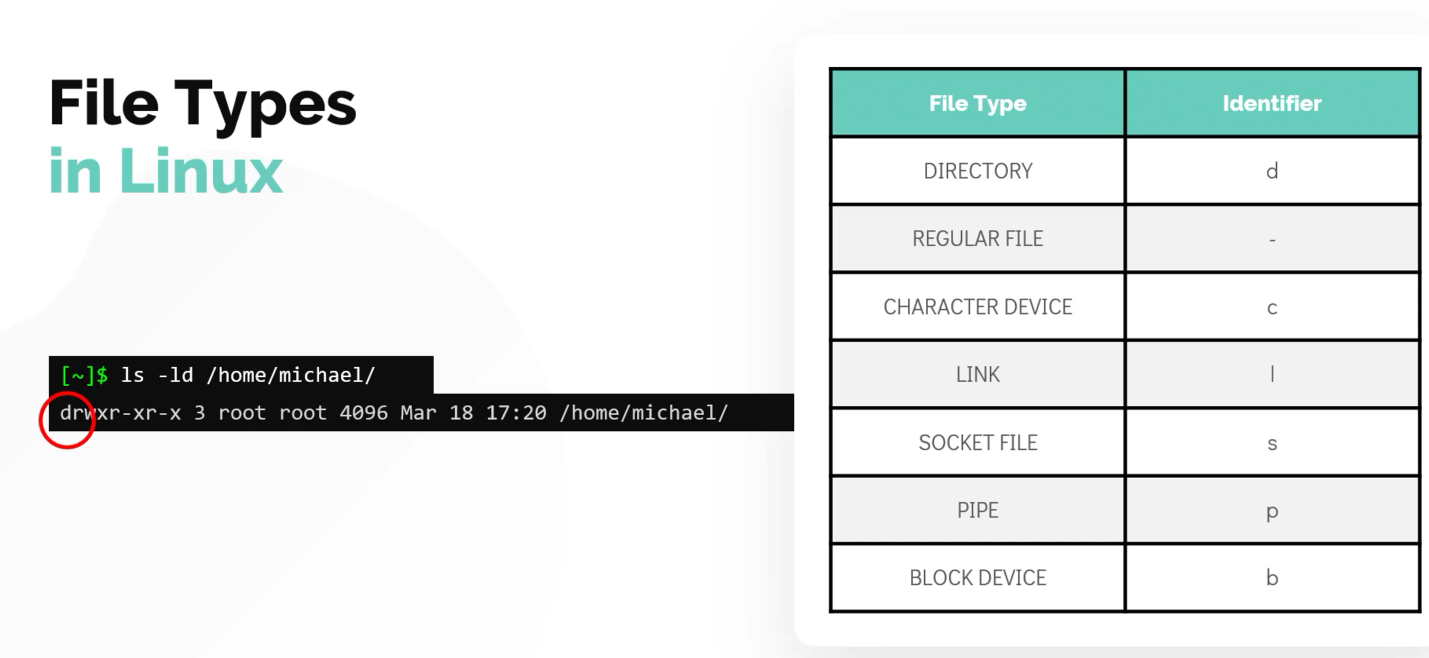 File Types
in Linux
[~]$ ls -ld /home/michael/
drwxr-xr-x 3 root root 4096 Mar 18 17:20 /home/michael/
File Type Identifier
DIRECTORY d
REGULAR FILE -
CHARACTER DEVICE c
LINK l
SOCKET FILE s
PIPE p
BLOCK DEVICE b